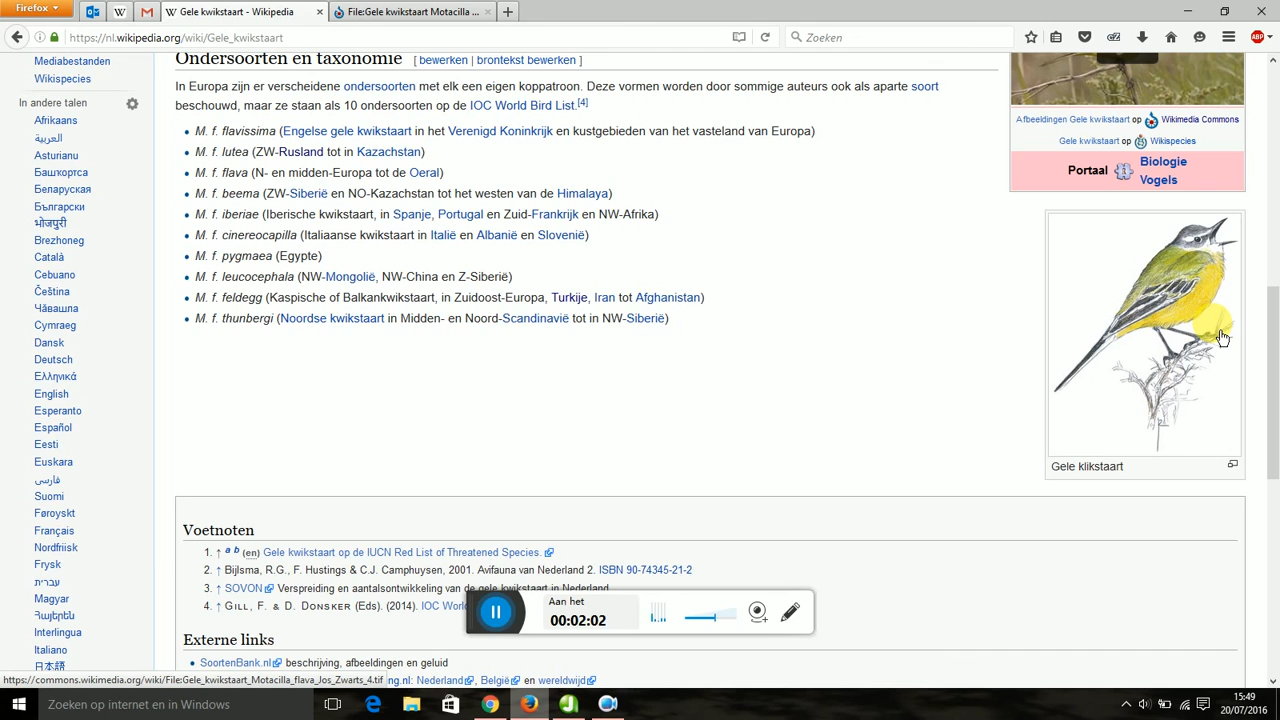 Firefox
Gele kwikstaart - Wikipedia
File:Gele kwikstaart Motacilla ...
https://nl.wikipedia.org/wiki/Gele_kwikstaart
Zoeken
ABP
Mediabestanden
Wikispecies
In andere talen
Afrikaans
العربية
Asturianu
Башҡортса
Беларуская
Български
भोजपुरी
Brezhoneg
Català
Cebuano
Čeština
Чӑвашла
Cymraeg
Dansk
Deutsch
Ελληνικά
English
Esperanto
Español
Eesti
Euskara
فارسی
Suomi
Føroyskt
Français
Nordfriisk
Frysk
עברית
Magyar
Հայերեն
Interlingua
Italiano
日本語
Ondersoorten en taxonomie [ bewerken | brontekst bewerken ]
In Europa zijn er verscheidene ondersoorten met elk een eigen koppatroon. Deze vormen worden door sommige auteurs ook als aparte soort
beschouwd, maar ze staan als 10 ondersoorten op de IOC World Bird List.[4]
M. f. flavissima (Engelse gele kwikstaart in het Verenigd Koninkrijk en kustgebieden van het vasteland van Europa)
M. f. lutea (ZW-Rusland tot in Kazachstan)
M. f. flava (N- en midden-Europa tot de Oeral)
M. f. beema (ZW-Siberië en NO-Kazachstan tot het westen van de Himalaya)
M. f. iberiae (Iberische kwikstaart, in Spanje, Portugal en Zuid-Frankrijk en NW-Afrika)
M. f. cinereocapilla (Italiaanse kwikstaart in Italië en Albanië en Slovenië)
M. f. pygmaea (Egypte)
M. f. leucocephala (NW-Mongolië, NW-China en Z-Siberië)
M. f. feldegg (Kaspische of Balkankwikstaart, in Zuidoost-Europa, Turkije, Iran tot Afghanistan)
M. f. thunbergi (Noordse kwikstaart in Midden- en Noord-Scandinavië tot in NW-Siberië)
Afbeeldingen Gele kwikstaart op Wikimedia Commons
Gele kwikstaart op Wikispecies
Portaal Biologie
Vogels
Gele klikstaart
Voetnoten
1. ↑ a b (en) Gele kwikstaart op de IUCN Red List of Threatened Species.
2. ↑ Bijlsma, R.G., F. Hustings & C.J. Camphuysen, 2001. Avifauna van Nederland 2. ISBN 90-74345-21-2
3. ↑ SOVON Verspreiding en aantalsontwikkeling van de gele kwikstaart in Nederland
4. ↑ GILL, F. & D. DONSKER (Eds). (2014). IOC Worl
Externe links
SoortenBank.nl beschrijving, afbeeldingen en geluid
ng.nl: Nederland, België en wereldwijd
Aan het
00:02:02
https://commons.wikimedia.org/wiki/File:Gele_kwikstaart_Motacilla_flava_Jos_Zwarts_4.tif
Zoeken op internet en in Windows
15:49
20/07/2016